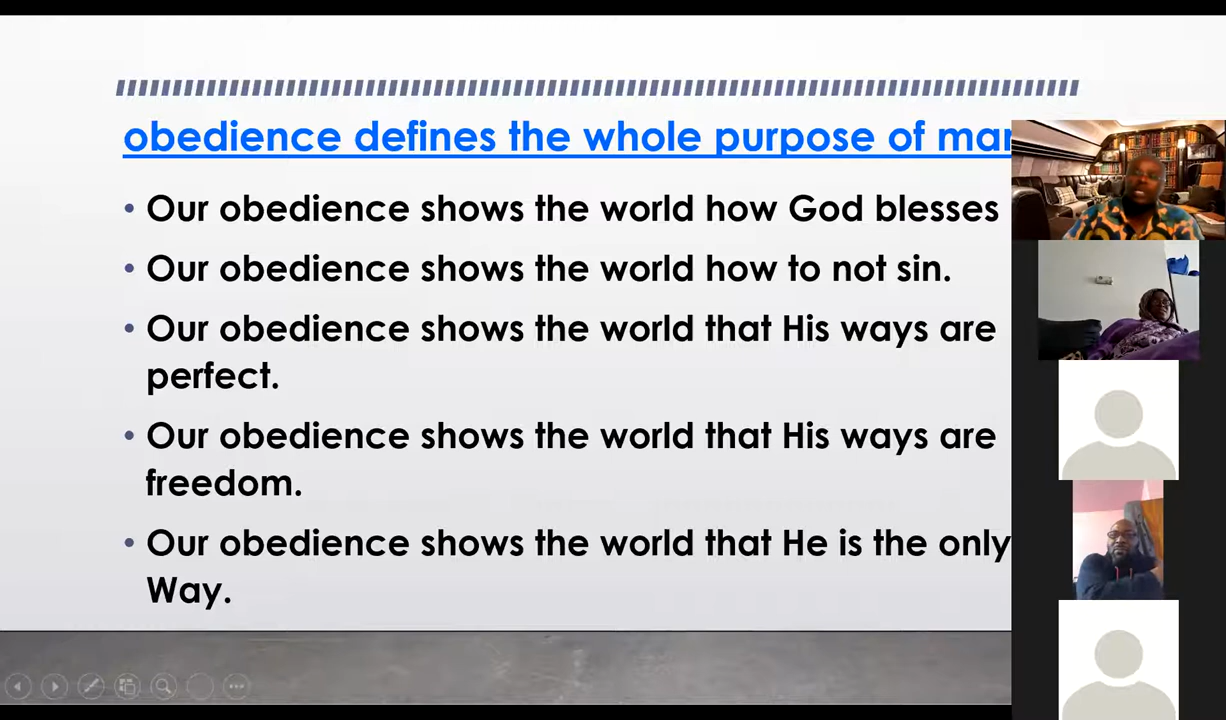 obedience defines the whole purpose of
Our obedience shows the world how God blesses
Our obedience shows the world how to not sin.
Our obedience shows the world that His ways are
perfect.
Our obedience shows the world that His ways are
freedom.
Our obedience shows the world that He is the only
Way.